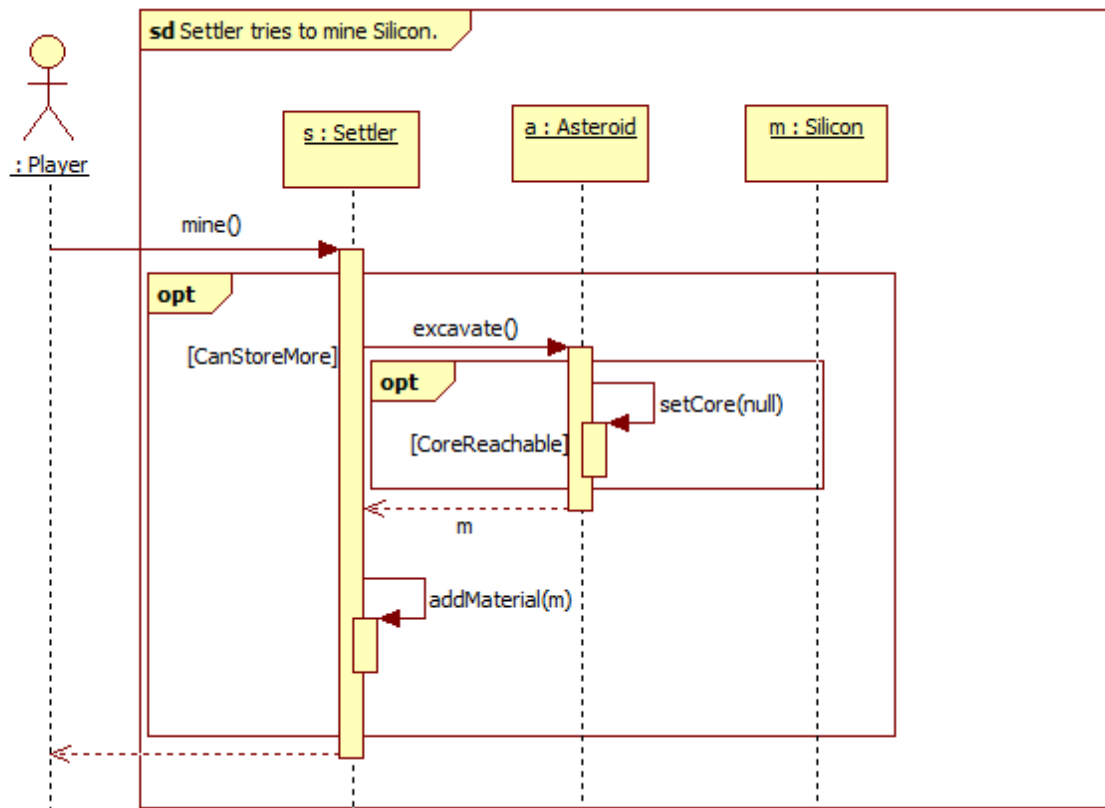 sd Settler tries to mine Silicon.
: Player
s : Settler
a : Asteroid
m : Silicon
mine()
opt
[CanStoreMore]
excavate()
opt
[CoreReachable]
setCore(null)
m
addMaterial(m)